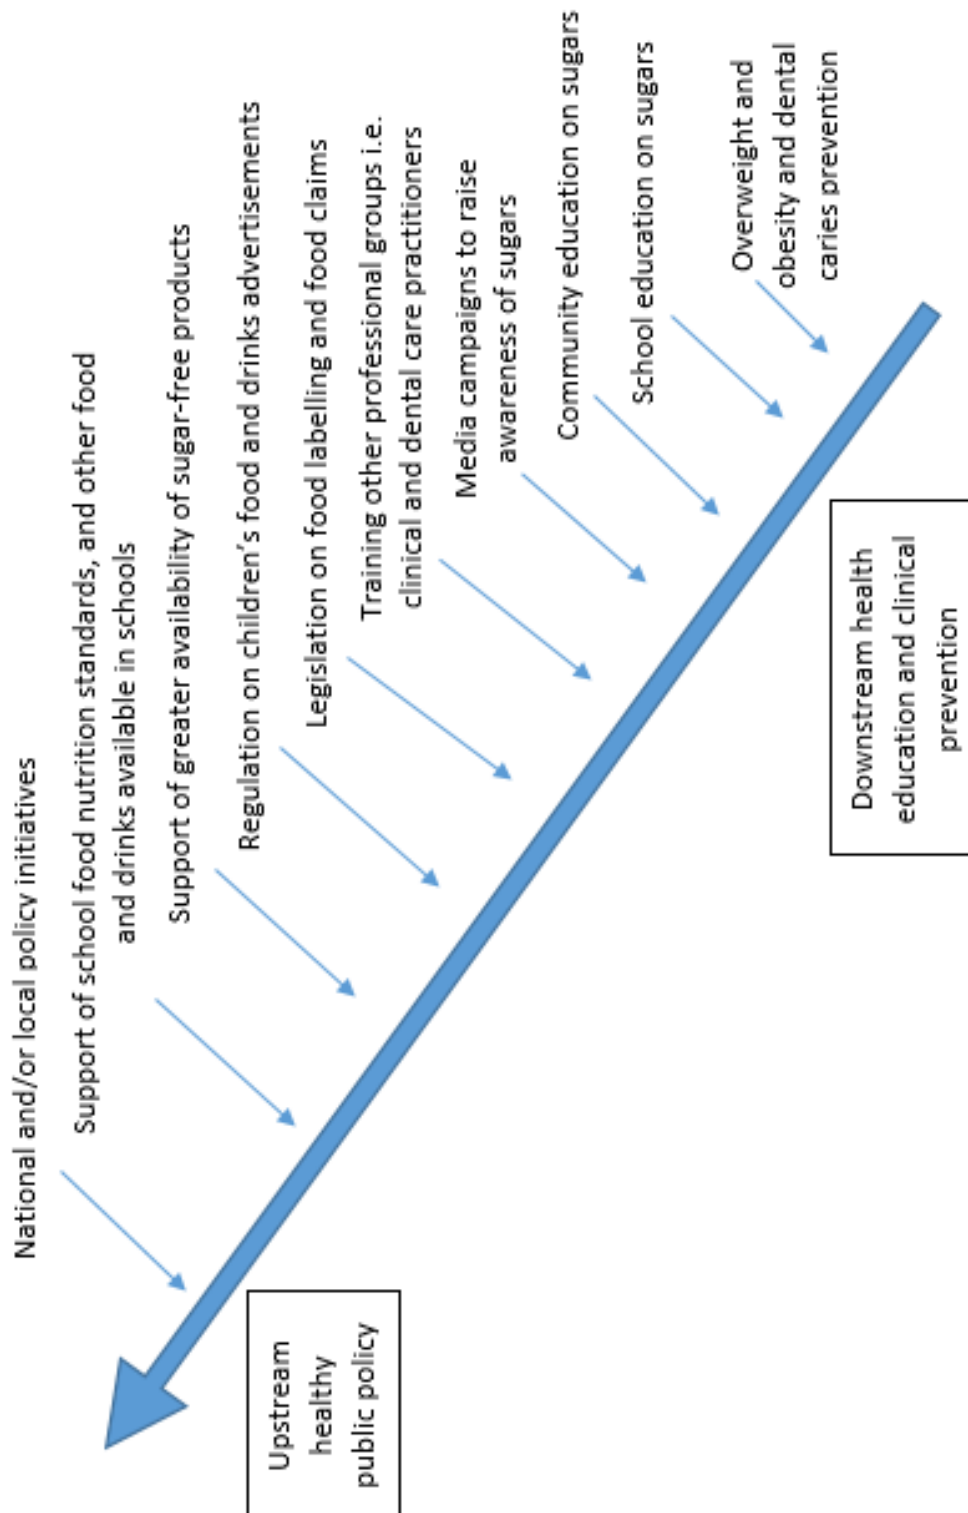 National and/or local policy initiatives
Support of school food nutrition standards, and other food
and drinks available in schools
Support of greater availability of sugar-free products
Regulation on children's food and drinks advertisements
Legislation on food labelling and food claims
Training other professional groups i.e.
clinical and dental care practitioners
Media campaigns to raise
awareness of sugars
Community education on sugars
School education on sugars
Overweight and
obesity and dental
caries prevention
Upstream
healthy
public policy
Downstream health
education and clinical
prevention